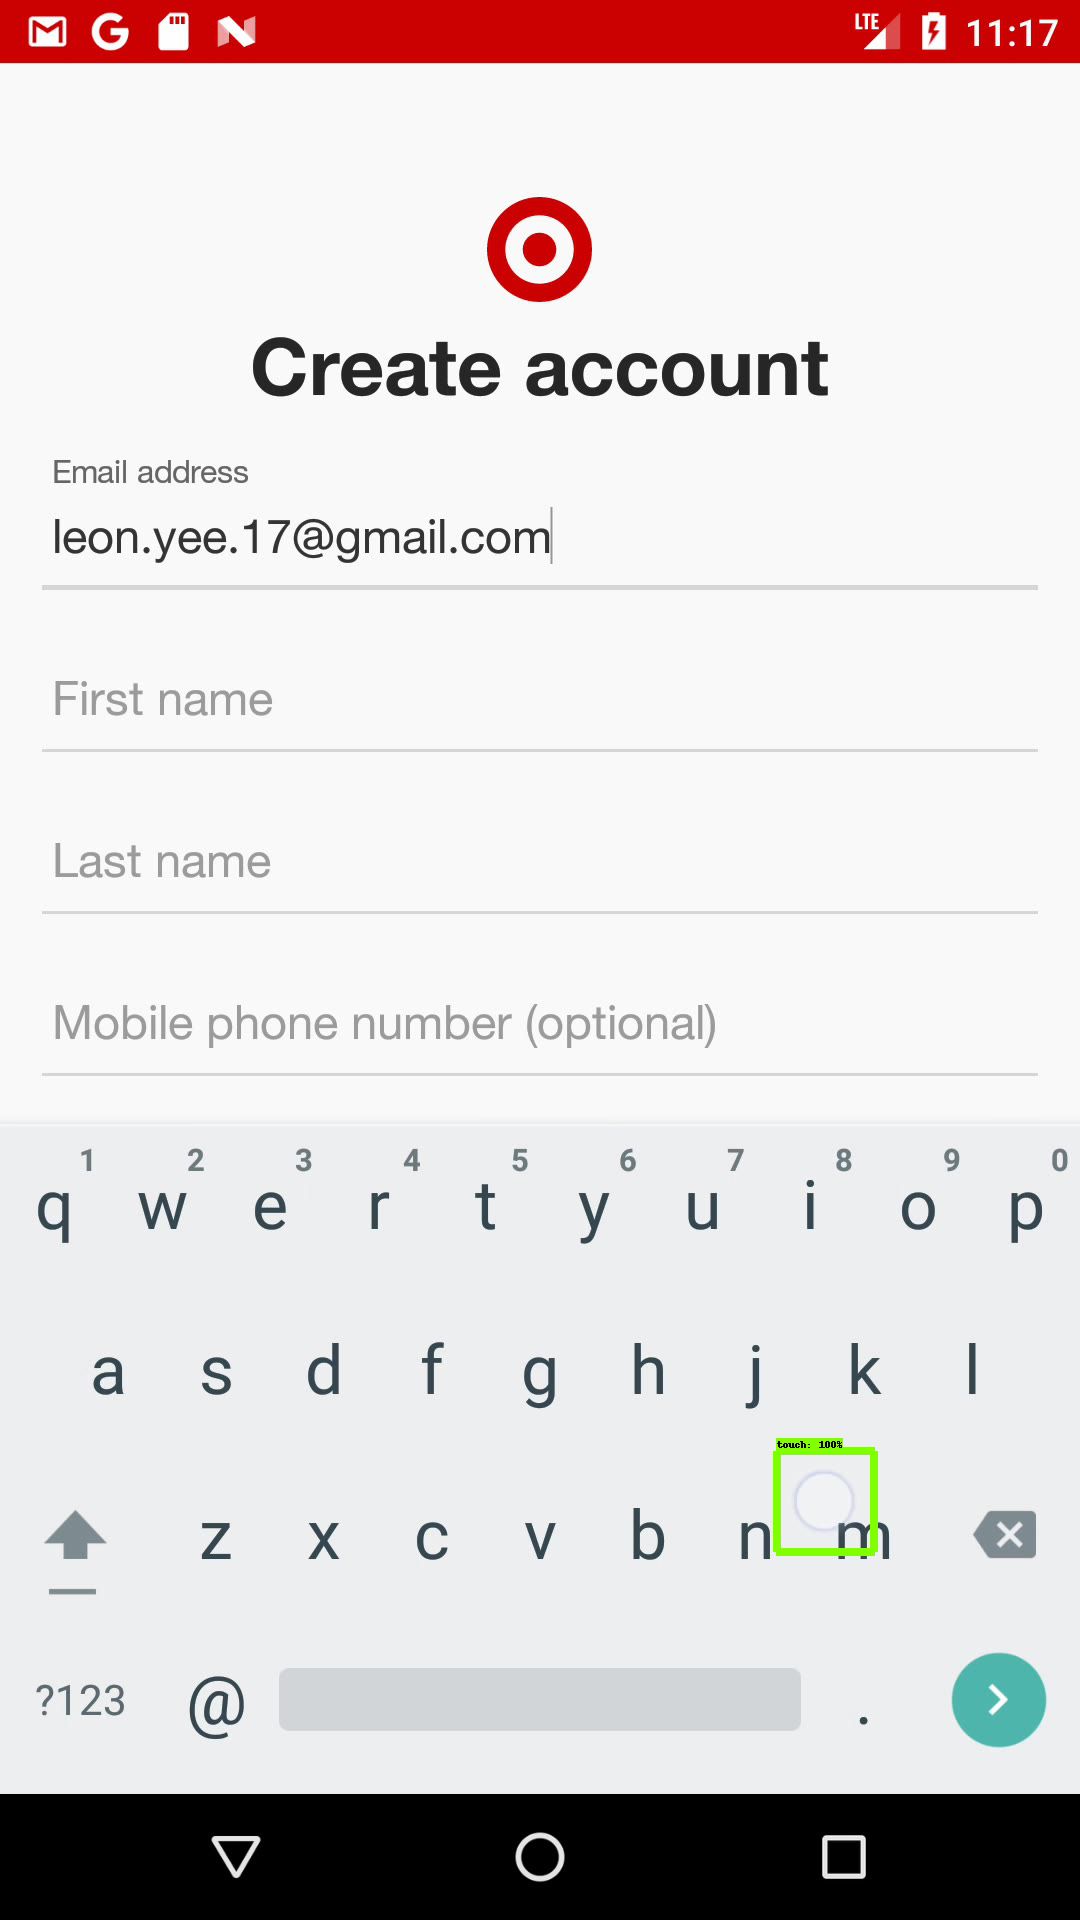 LTE 11:17
Create account
Email address
leon.yee.17@gmail.com
First name
Last name
Mobile phone number (optional)
1 2 3 4 5 6 7 8 9 0
q w e r t y u i o p
a s d f g h j k l
touch: 100%
z x c v b n m
?123 @ .